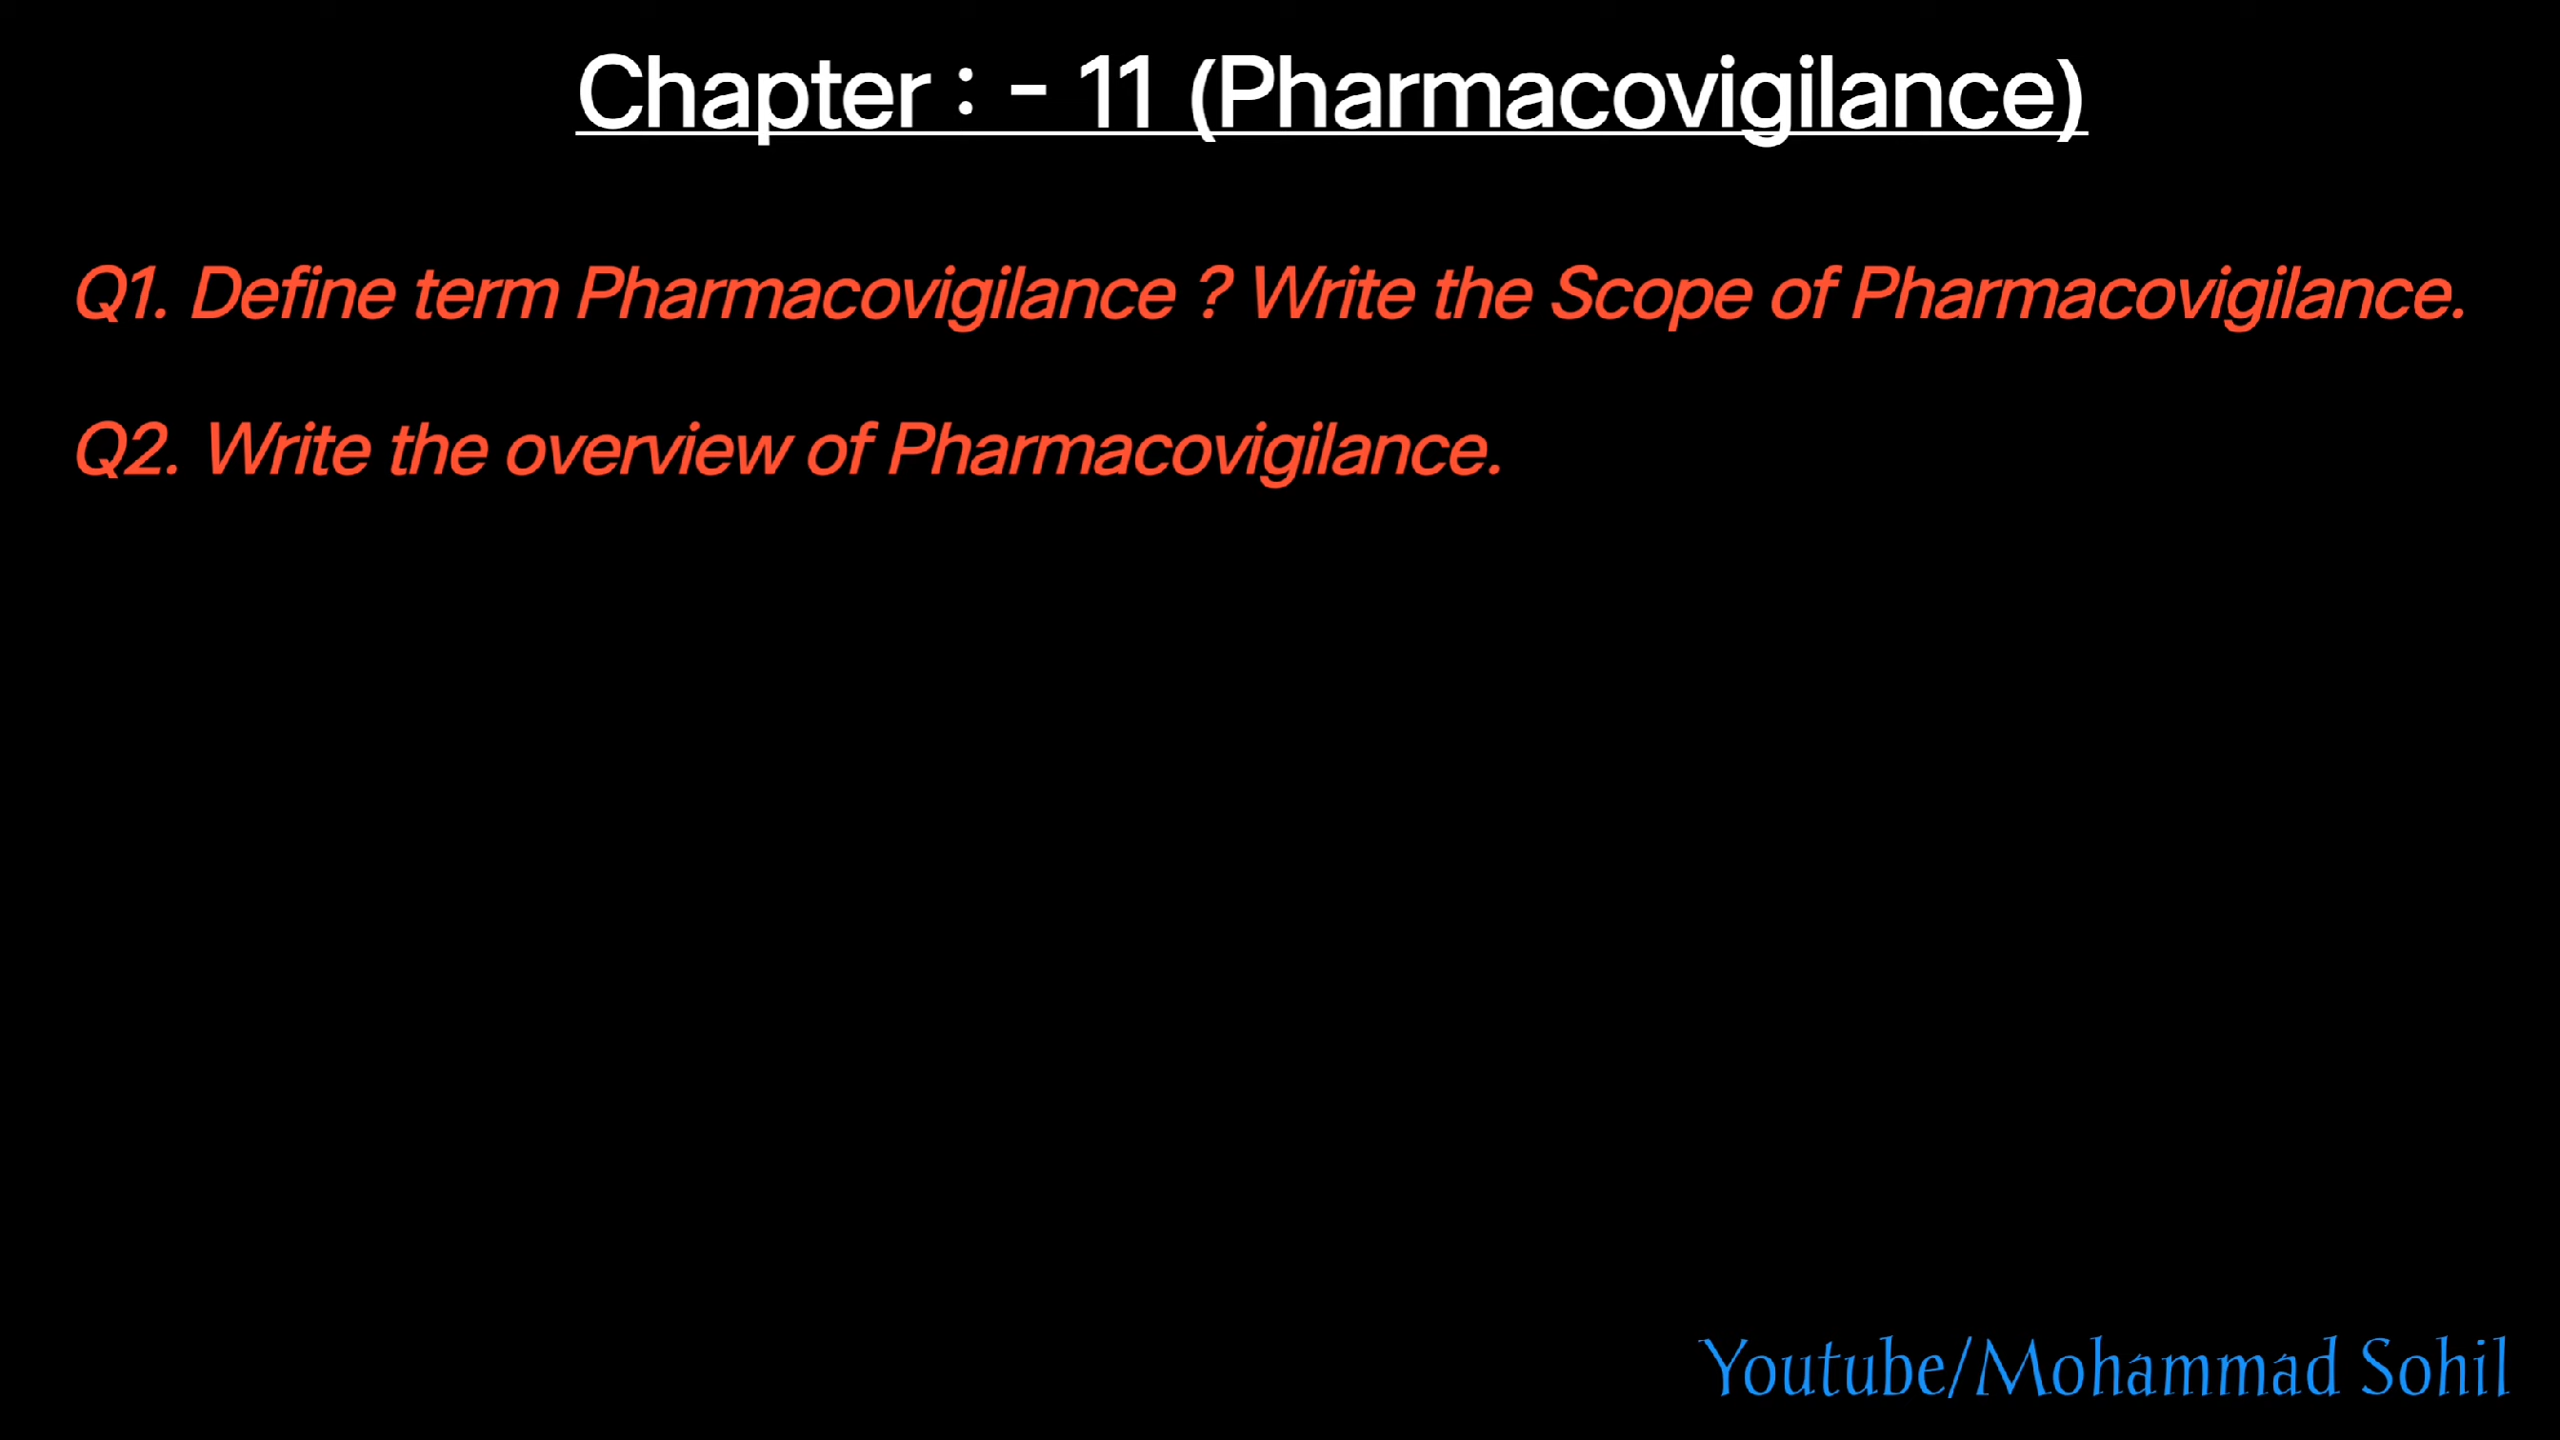 Chapter : - 11 (Pharmacovigilance)
Q1. Define term Pharmacovigilance ? Write the Scope of Pharmacovigilance.
Q2. Write the overview of Pharmacovigilance.
Youtube/Mohammad Sohil